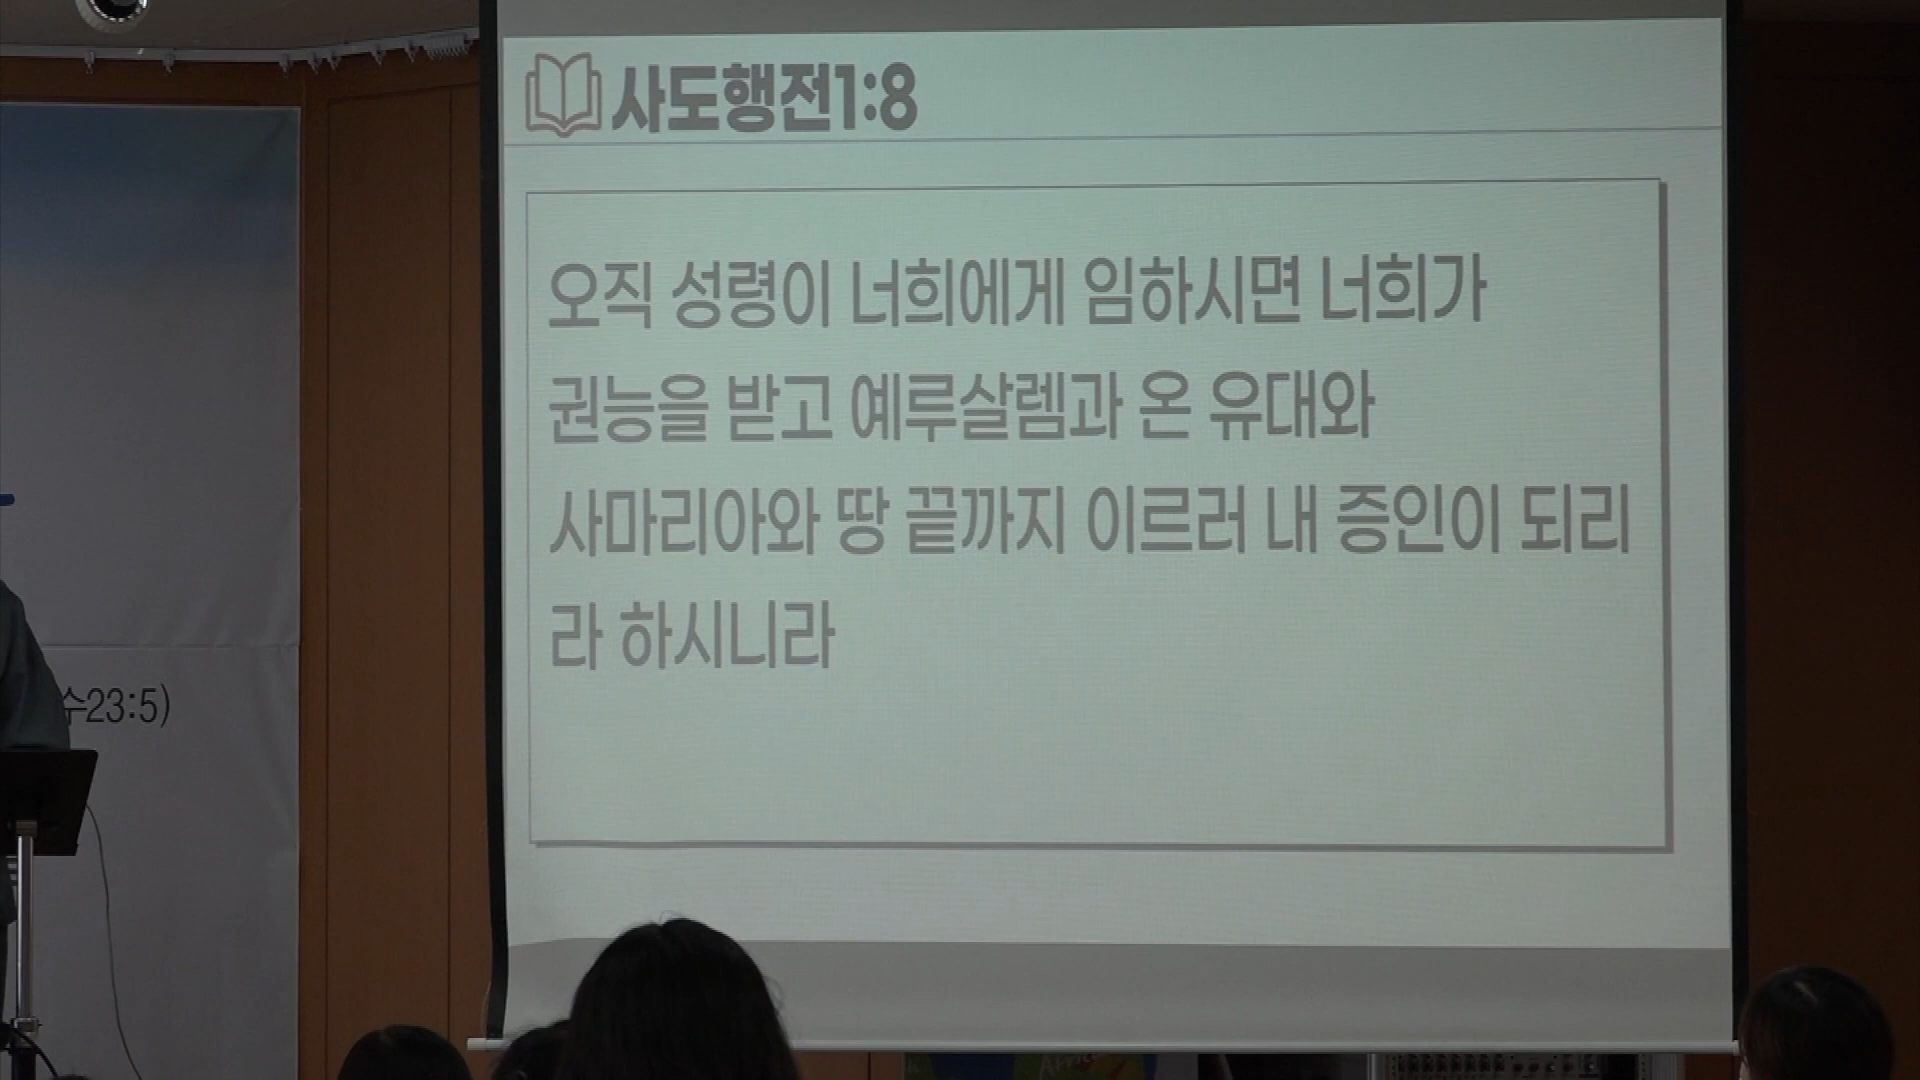 사도행전1:8
오직 성령이 너희에게 임하시면 너희가
권능을 받고 예루살렘과 온 유대와
사마리아와 땅 끝까지 이르러 내 증인이 되리
라 하시니라
수23:5)
Africa